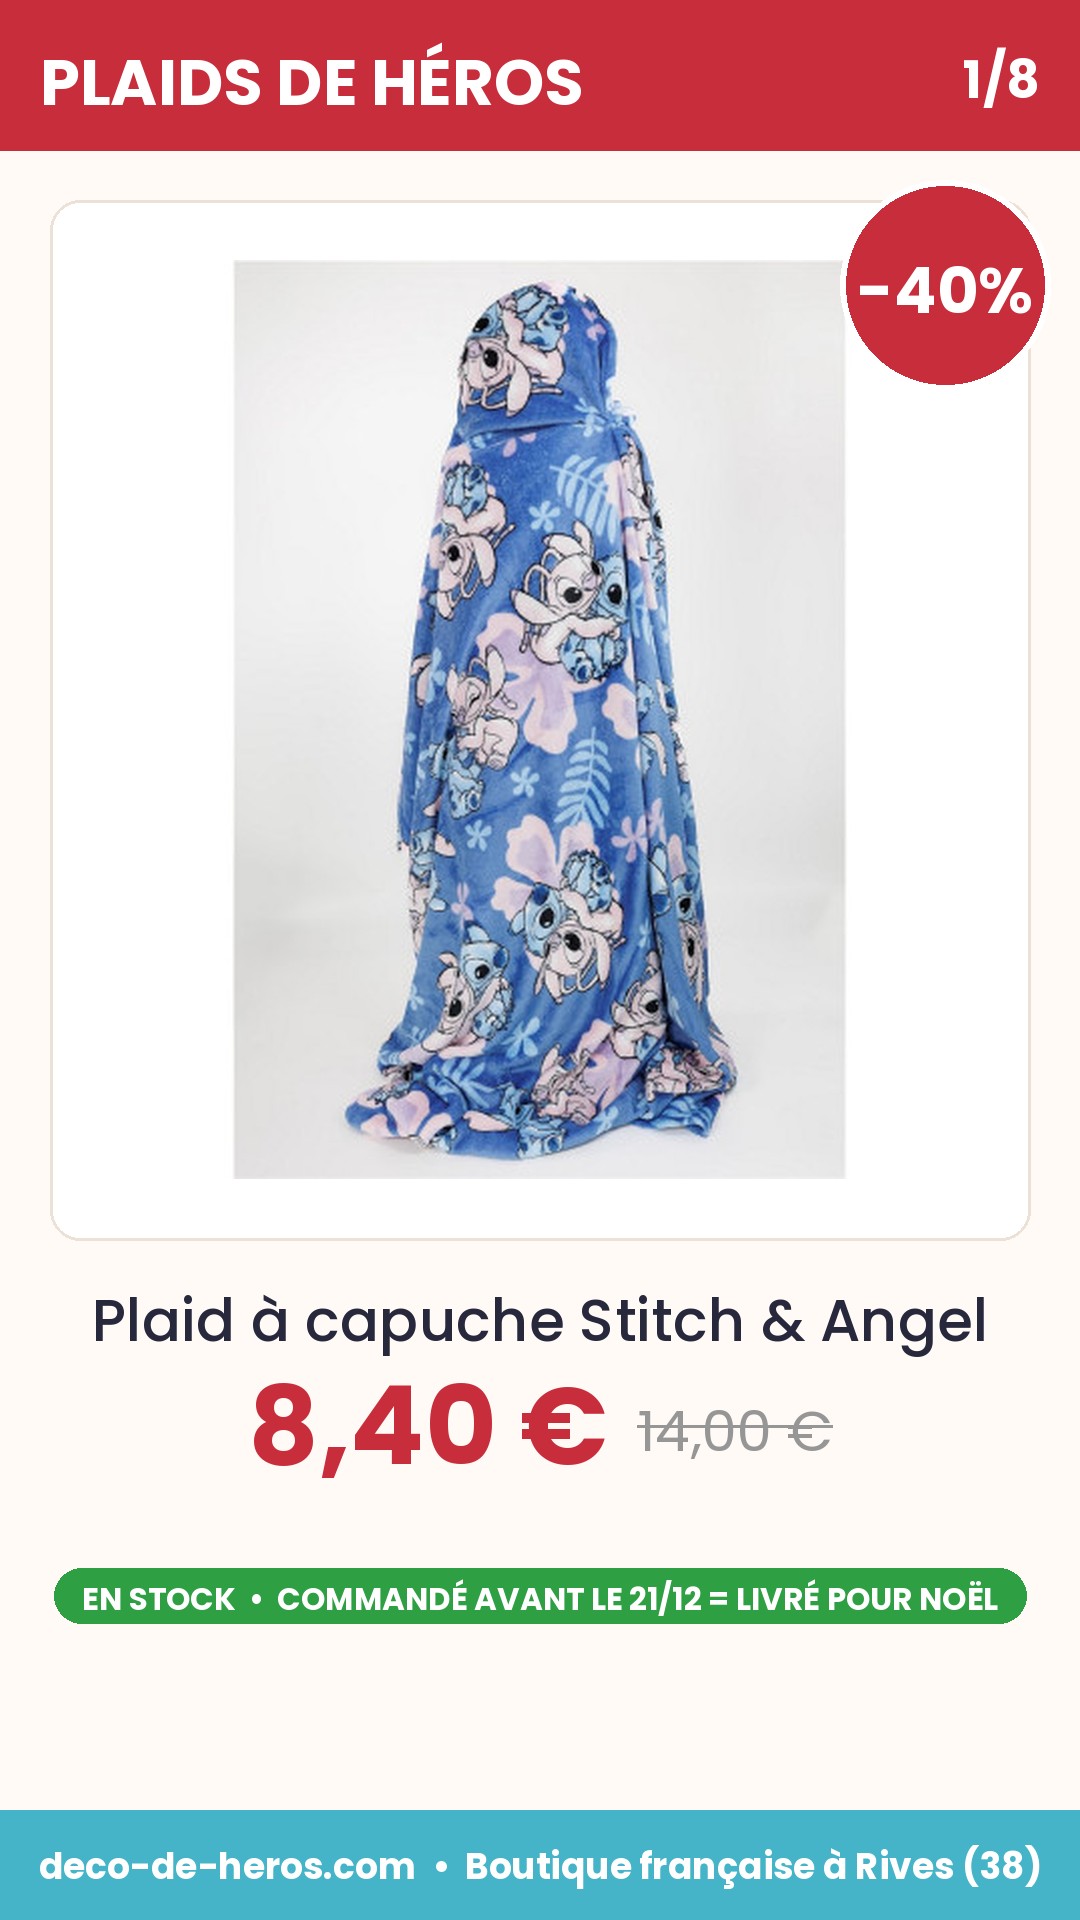 PLAIDS DE HÉROS
1/8
-40%
Plaid à capuche Stitch & Angel
8,40 € 14,00 €
EN STOCK • COMMANDÉ AVANT LE 21/12 = LIVRÉ POUR NOËL
deco-de-heros.com • Boutique française à Rives (38)